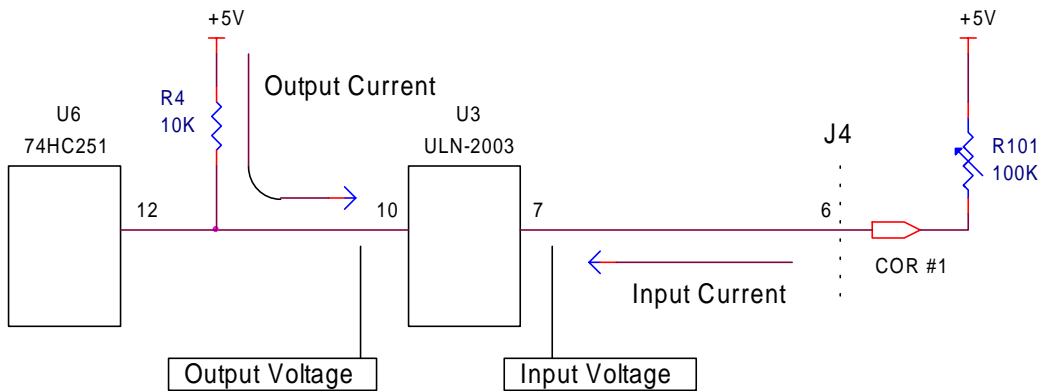 +5V
+5V
R4
10K
Output Current
U6
74HC251
U3
ULN-2003
J4
R101
100K
12
10
7
6
COR #1
Input Current
Output Voltage
Input Voltage